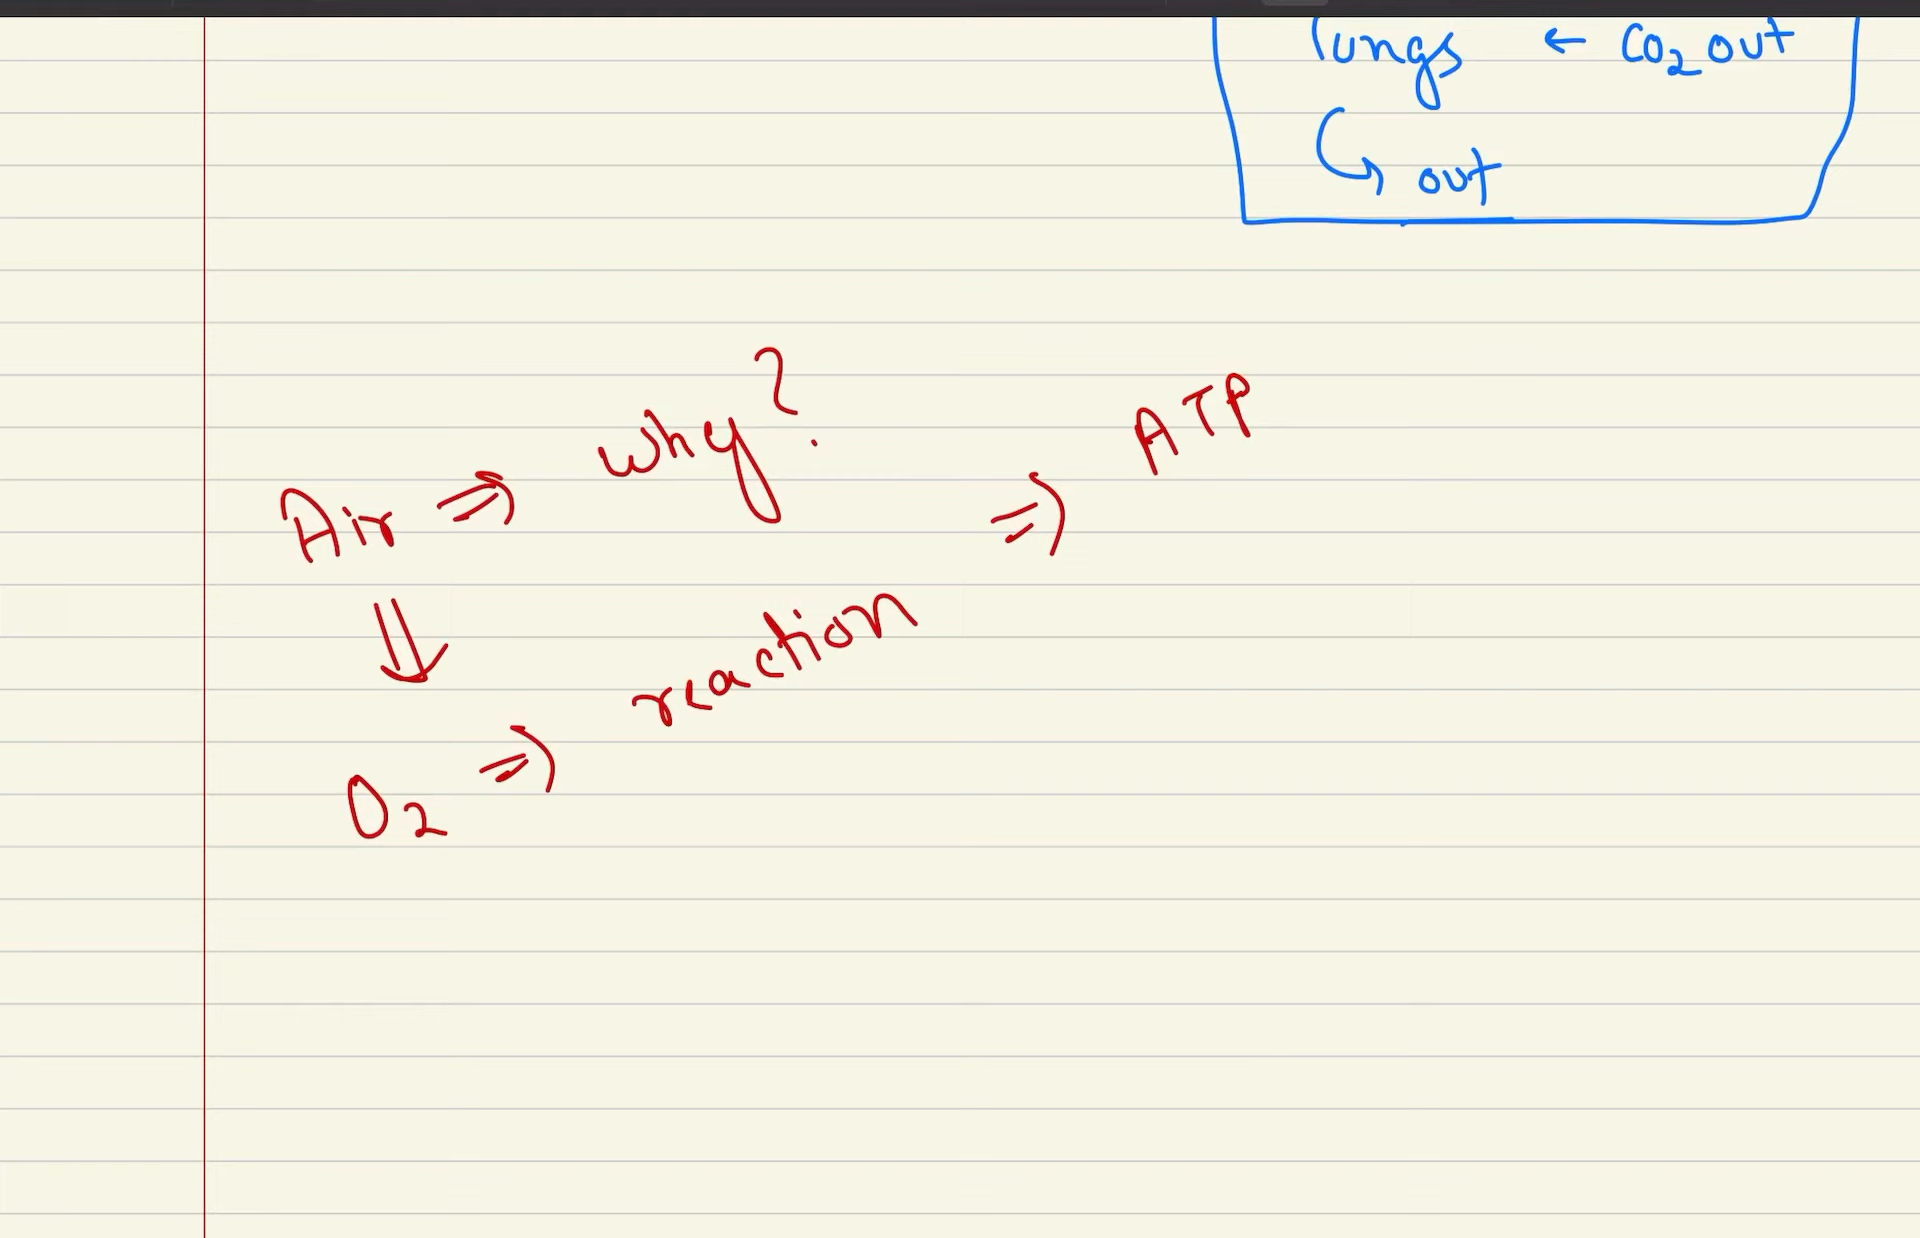 lungs ← CO₂ out
↳ out
Air ⇒ why?
⇒ ATP
⇓
O₂ ⇒ reaction